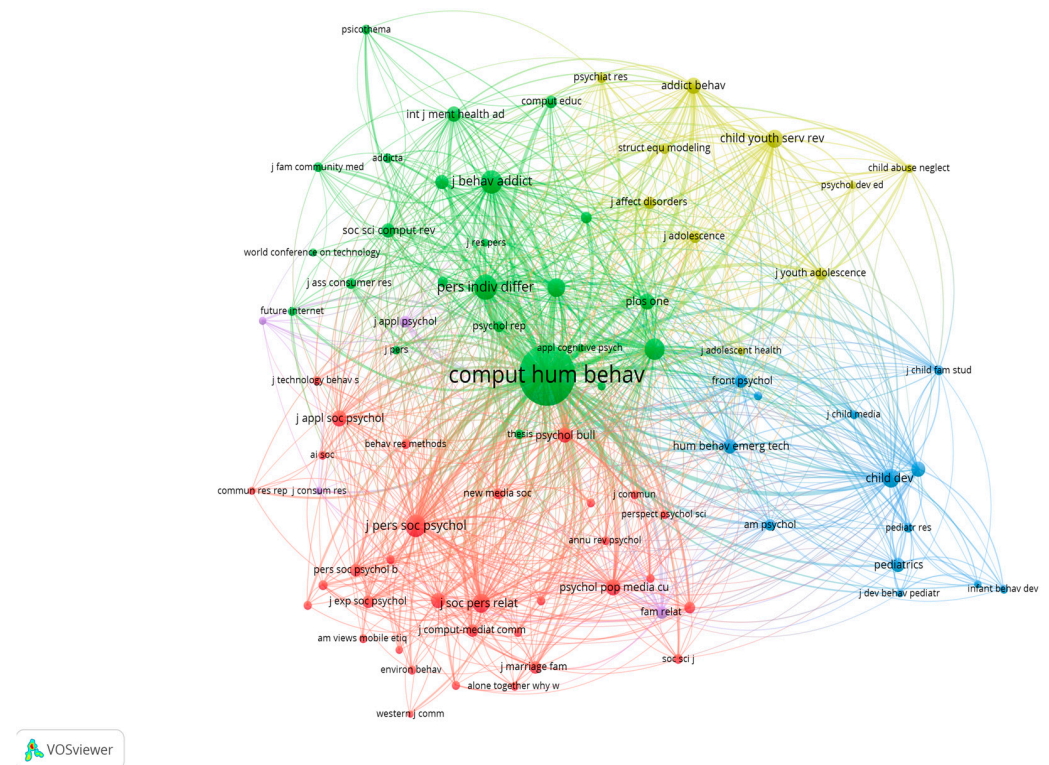 psicothema
psychiat res
addict behav
comput educ
int j ment health ad
child youth serv rev
struct equ modeling
addicta
j fam community med
child abuse neglect
j behav addict
psychol dev ed
j affect disorders
soc sci comput rev
j adolescence
j res pers
world conference on technology
j youth adolescence
j ass consumer res
pers indiv differ
plos one
future internet
j appl psychol
psychol rep
appl cognitive psych
j pers
j adolescent health
j child fam stud
comput hum behav
j technology behav s
front psychol
j child media
j appl soc psychol
thesis
psychol bull
behav res methods
hum behav emerg tech
ai soc
child dev
commun res rep
j consum res
new media soc
j commun
perspect psychol sci
j pers soc psychol
am psychol
pediatr res
annu rev psychol
pediatrics
pers soc psychol b
psychol pop media cu
infant behav dev
j dev behav pediatr
j exp soc psychol
j soc pers relat
fam relat
j comput-mediat comm
am views mobile etiq
soc sci j
j marriage fam
environ behav
alone together why w
western j comm
VOSviewer